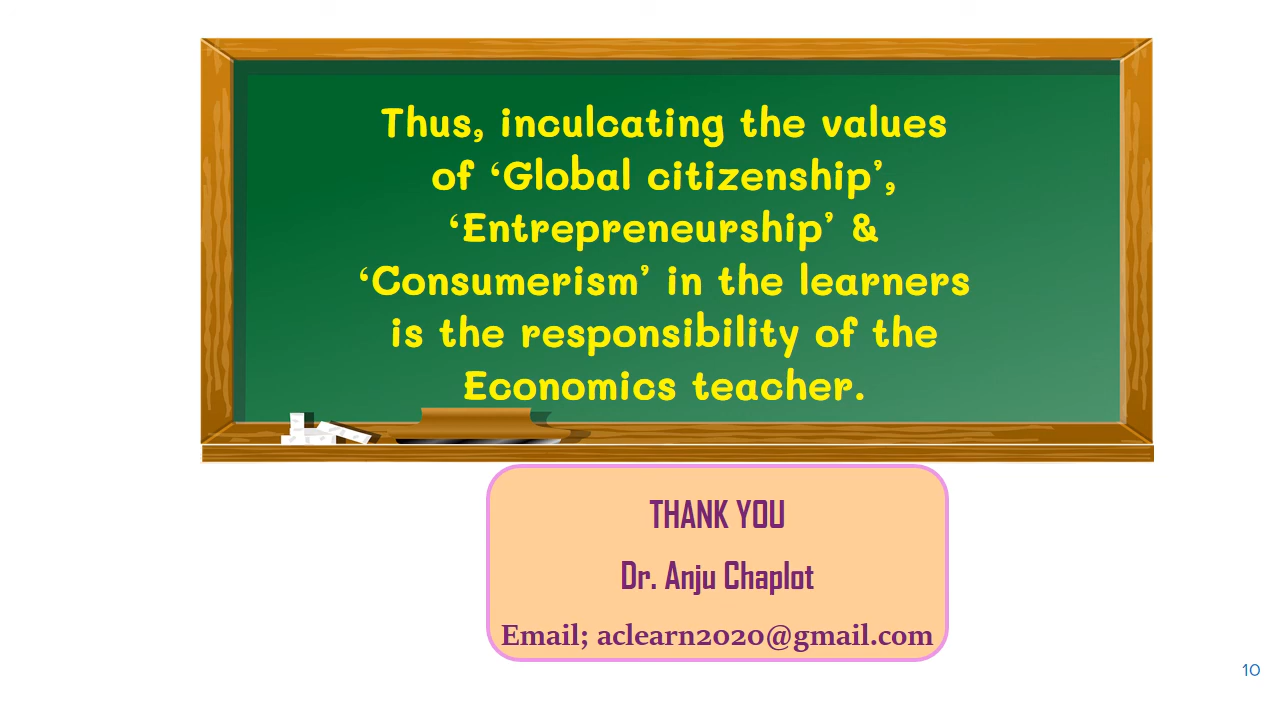 Thus, inculcating the values
of ‘Global citizenship’,
‘Entrepreneurship’ &
‘Consumerism’ in the learners
is the responsibility of the
Economics teacher.
THANK YOU
Dr. Anju Chaplot
Email; aclearn2020@gmail.com
10